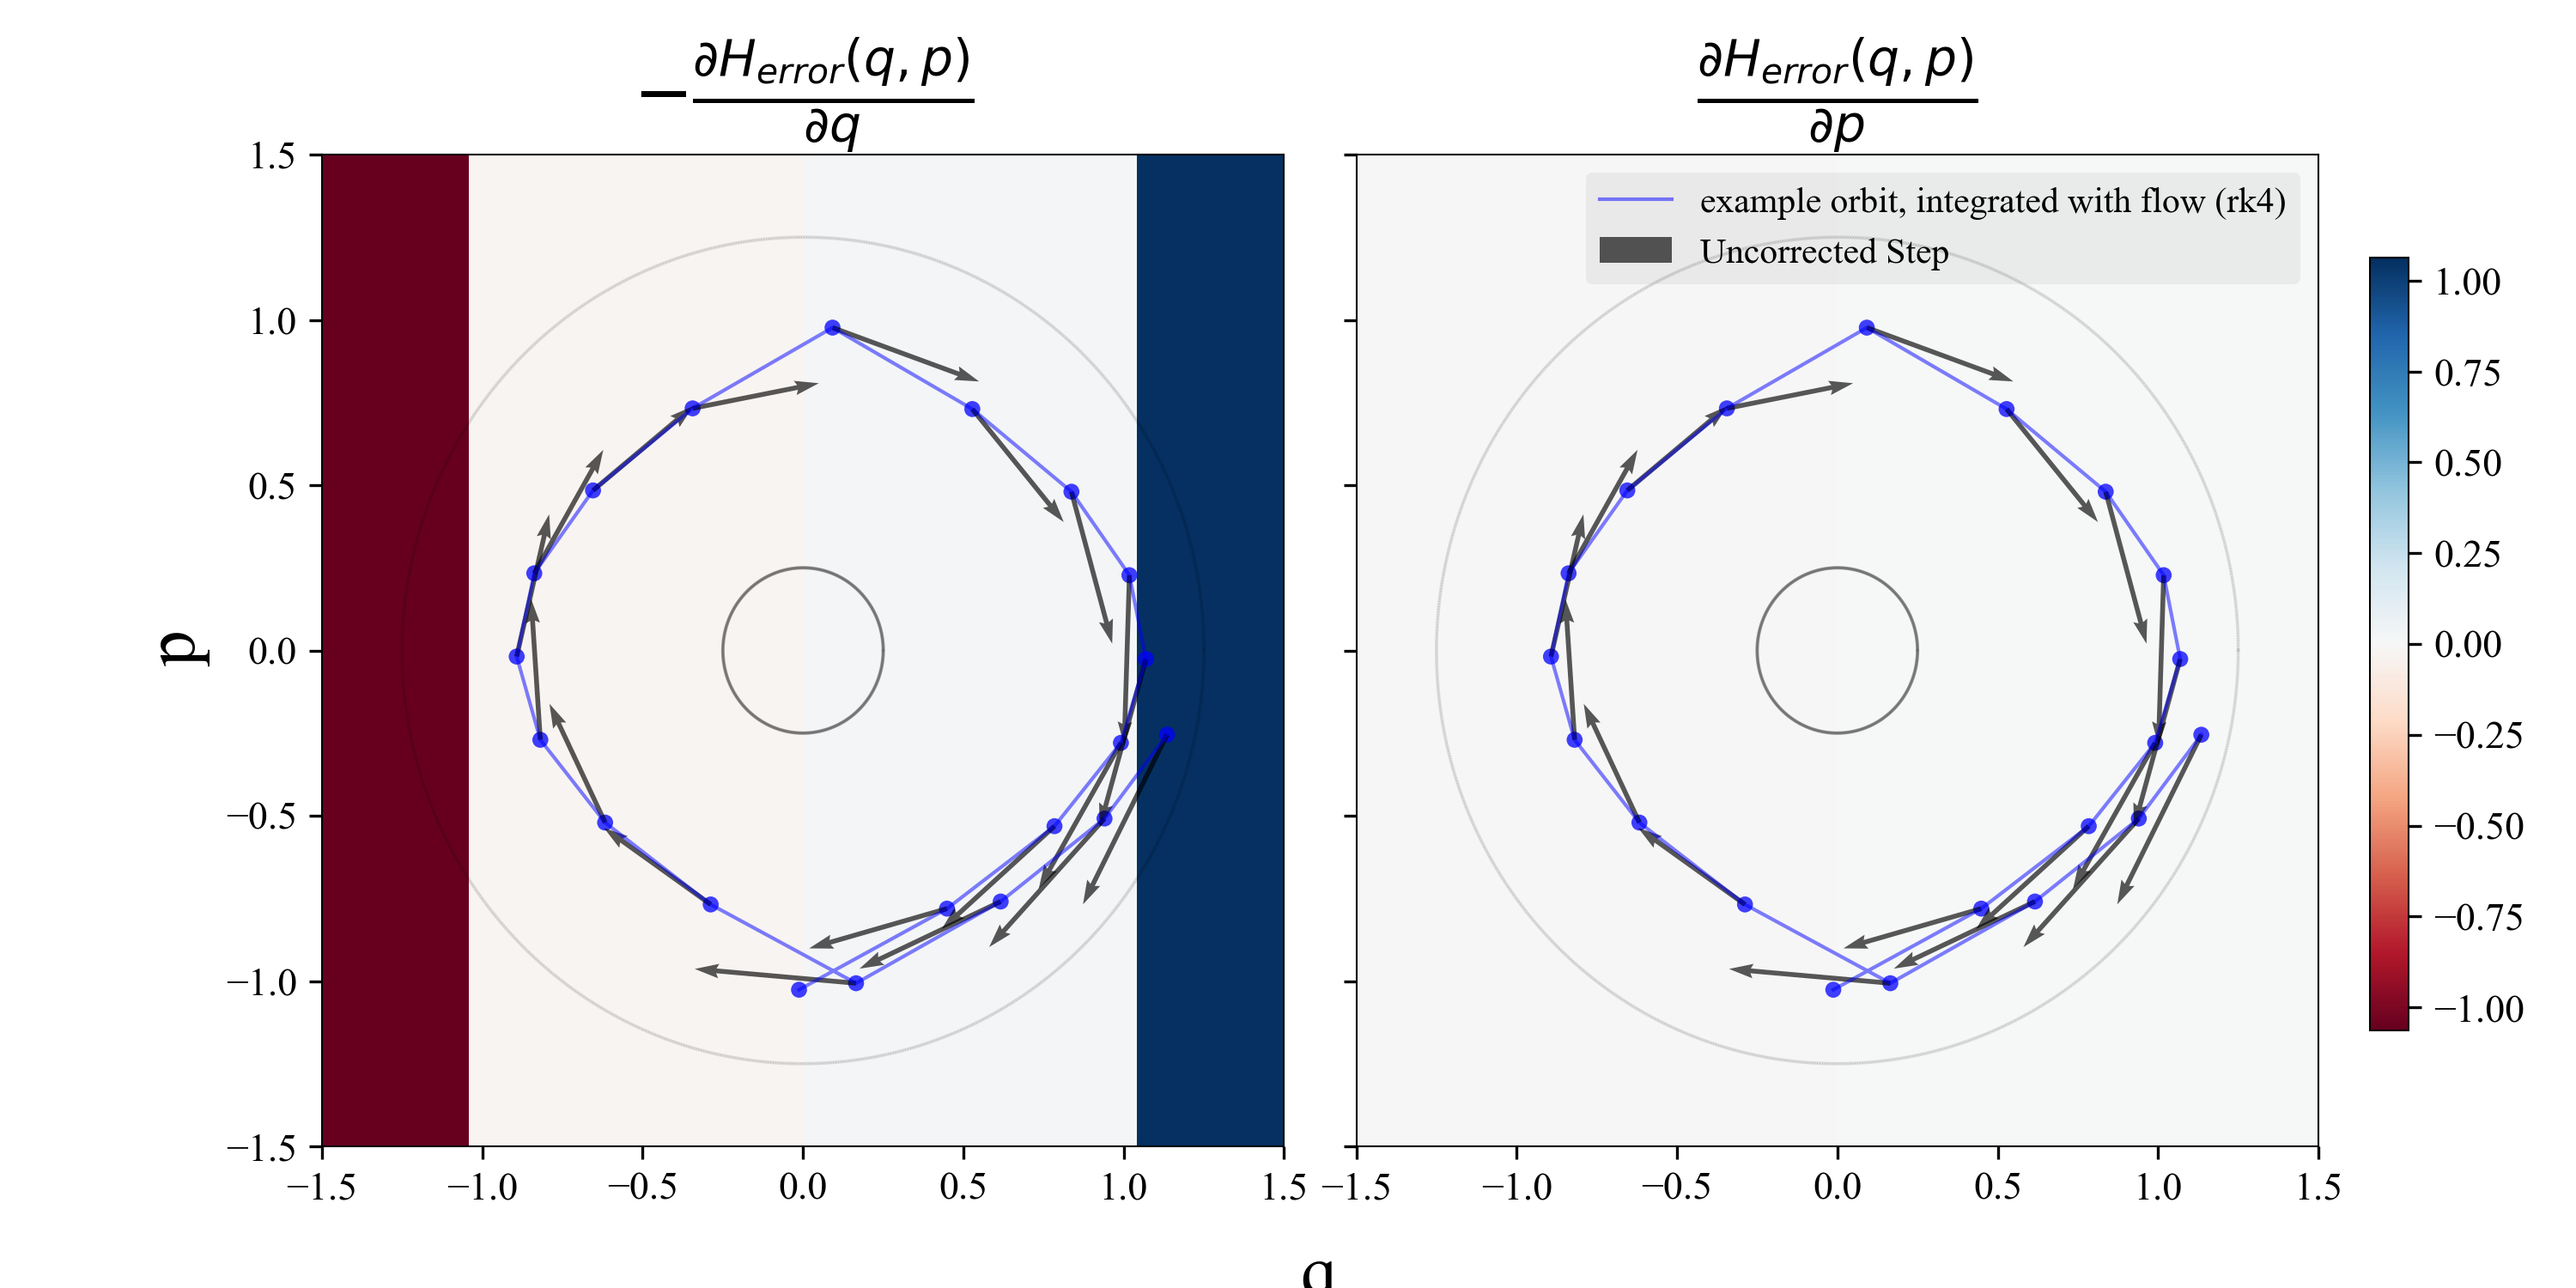 −∂H_error(q, p)/∂q
∂H_error(q, p)/∂p
example orbit, integrated with flow (rk4)
Uncorrected Step
p
1.5
1.0
0.5
0.0
−0.5
−1.0
−1.5
−1.5 −1.0 −0.5 0.0 0.5 1.0 1.5
−1.5 −1.0 −0.5 0.0 0.5 1.0 1.5
q
1.00
0.75
0.50
0.25
0.00
−0.25
−0.50
−0.75
−1.00